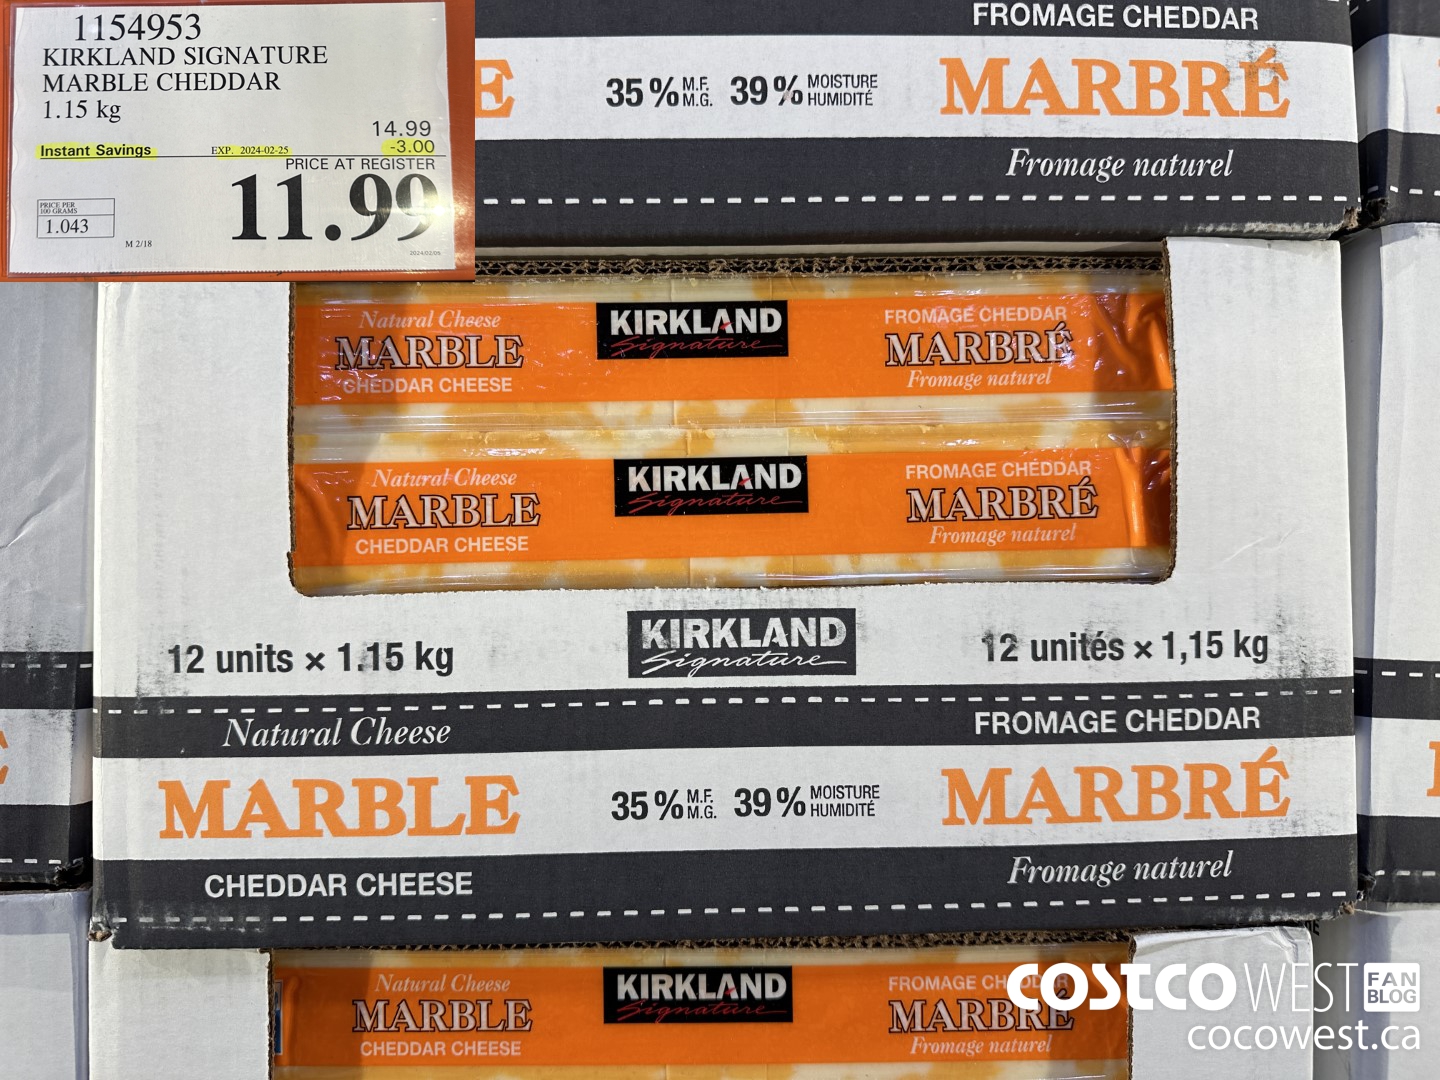 1154953
KIRKLAND SIGNATURE
MARBLE CHEDDAR
1.15 kg
14.99
Instant Savings EXP. 2024-02-25 -3.00
PRICE AT REGISTER
11.99
PRICE PER
100 GRAMS
1.043
M 2/18
2024/02/05
FROMAGE CHEDDAR
E 35% M.F. M.G. 39% MOISTURE HUMIDITÉ MARBRÉ
Fromage naturel
Natural Cheese KIRKLAND FROMAGE CHEDDAR
MARBLE Signature MARBRÉ
CHEDDAR CHEESE Fromage naturel
Natural Cheese KIRKLAND FROMAGE CHEDDAR
MARBLE Signature MARBRÉ
CHEDDAR CHEESE Fromage naturel
KIRKLAND
Signature
12 units × 1.15 kg 12 unités × 1,15 kg
Natural Cheese FROMAGE CHEDDAR
MARBLE 35% M.F. M.G. 39% MOISTURE HUMIDITÉ MARBRÉ
CHEDDAR CHEESE Fromage naturel
Natural Cheese KIRKLAND FROMAGE CHEDDAR
MARBLE Signature MARBRÉ
CHEDDAR CHEESE Fromage naturel
COSTCO WEST FAN BLOG
cocowest.ca